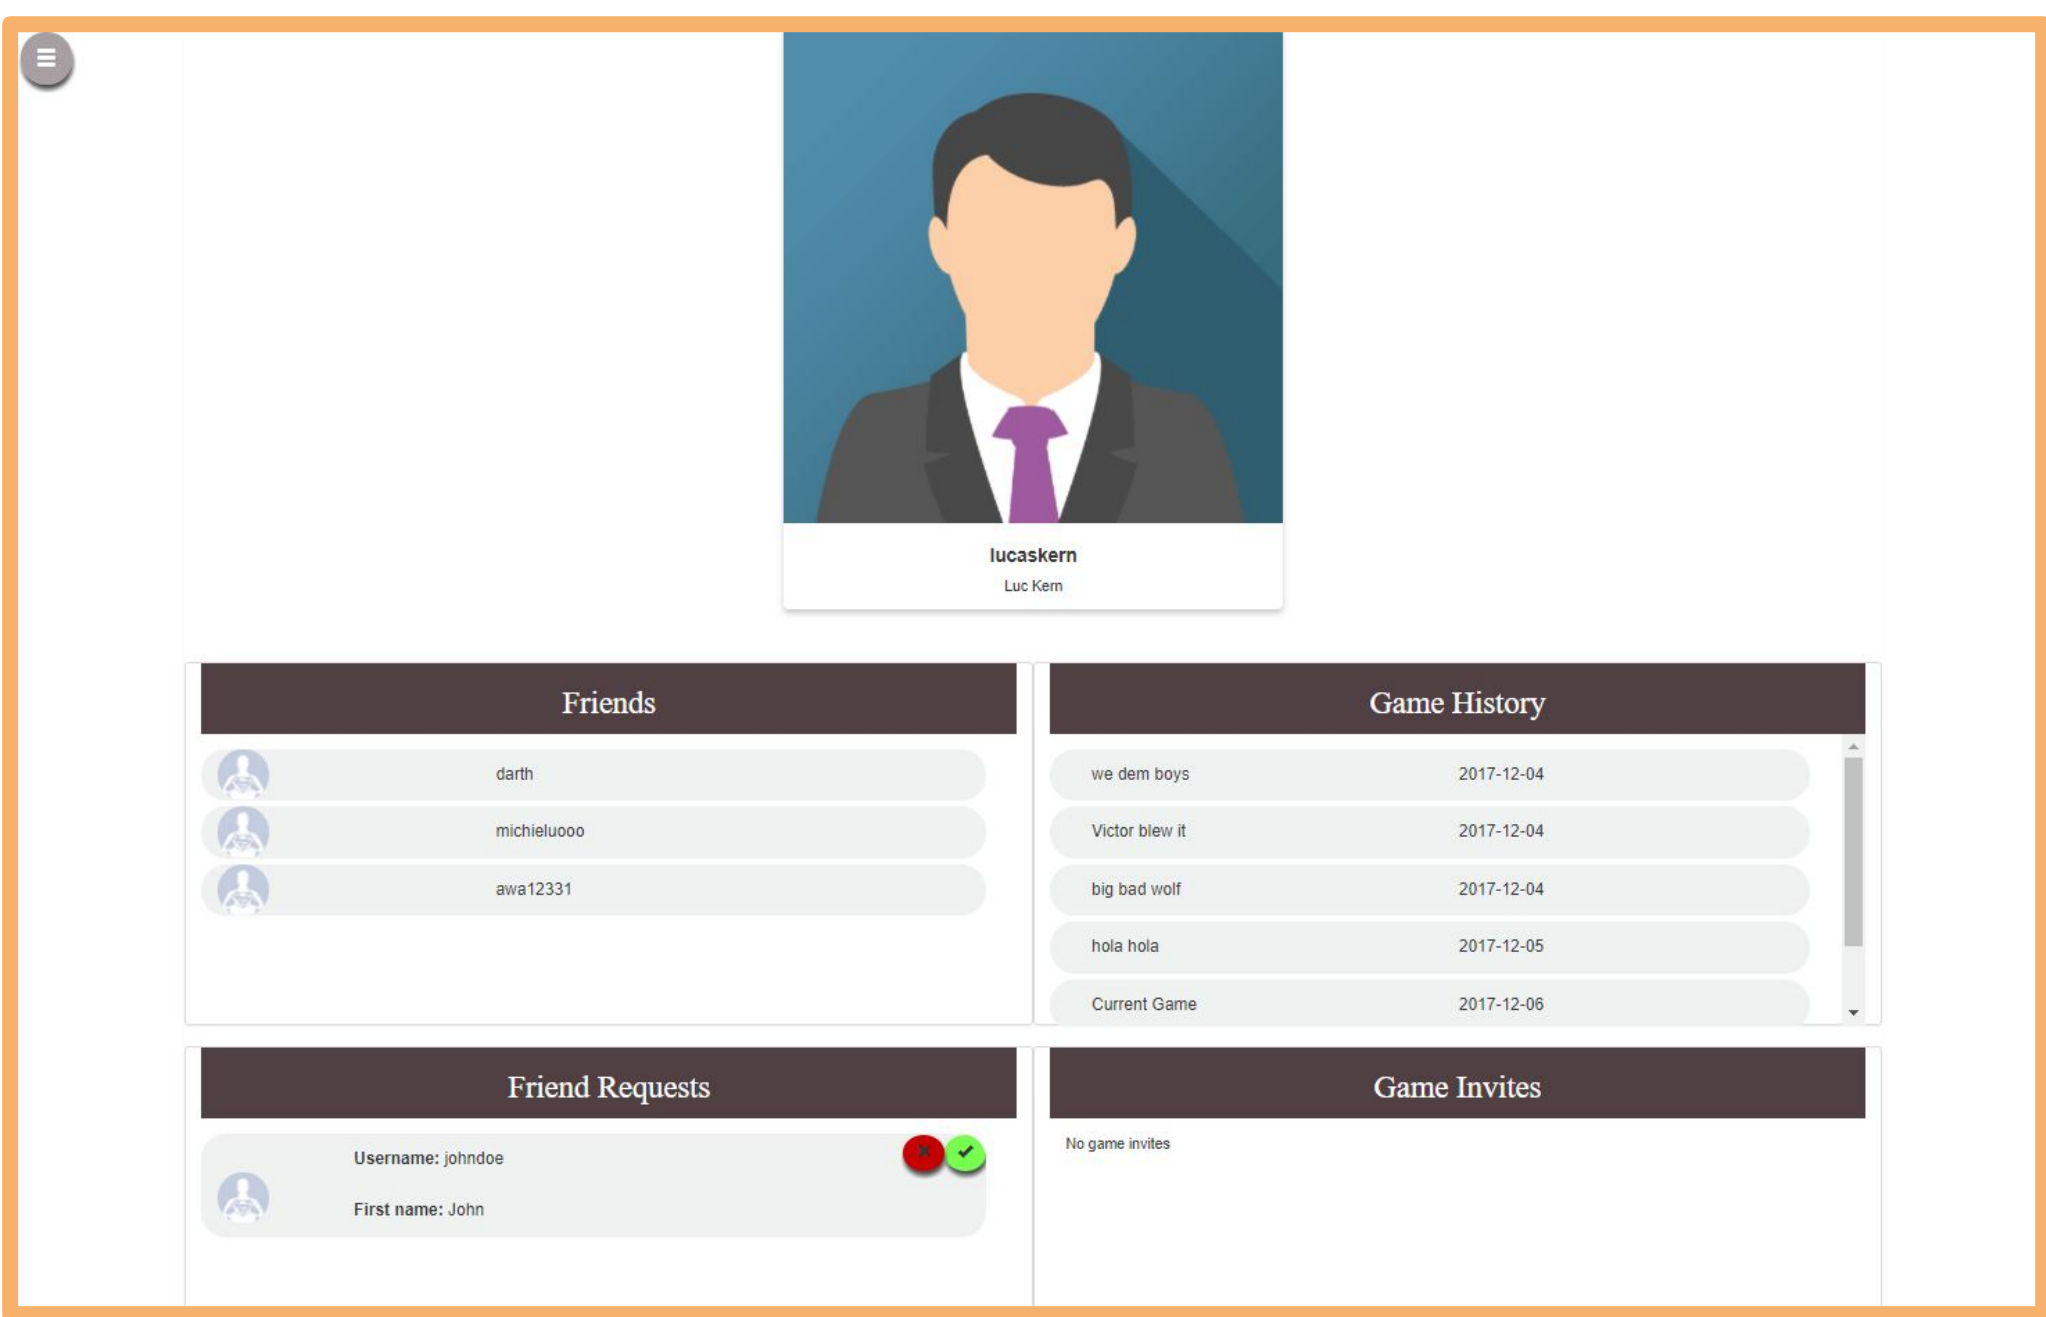 lucaskern
Luc Kern
Friends
darth
michieluooo
awa12331
Game History
we dem boys 2017-12-04
Victor blew it 2017-12-04
big bad wolf 2017-12-04
hola hola 2017-12-05
Current Game 2017-12-06
Friend Requests
Username: johndoe
First name: John
Game Invites
No game invites